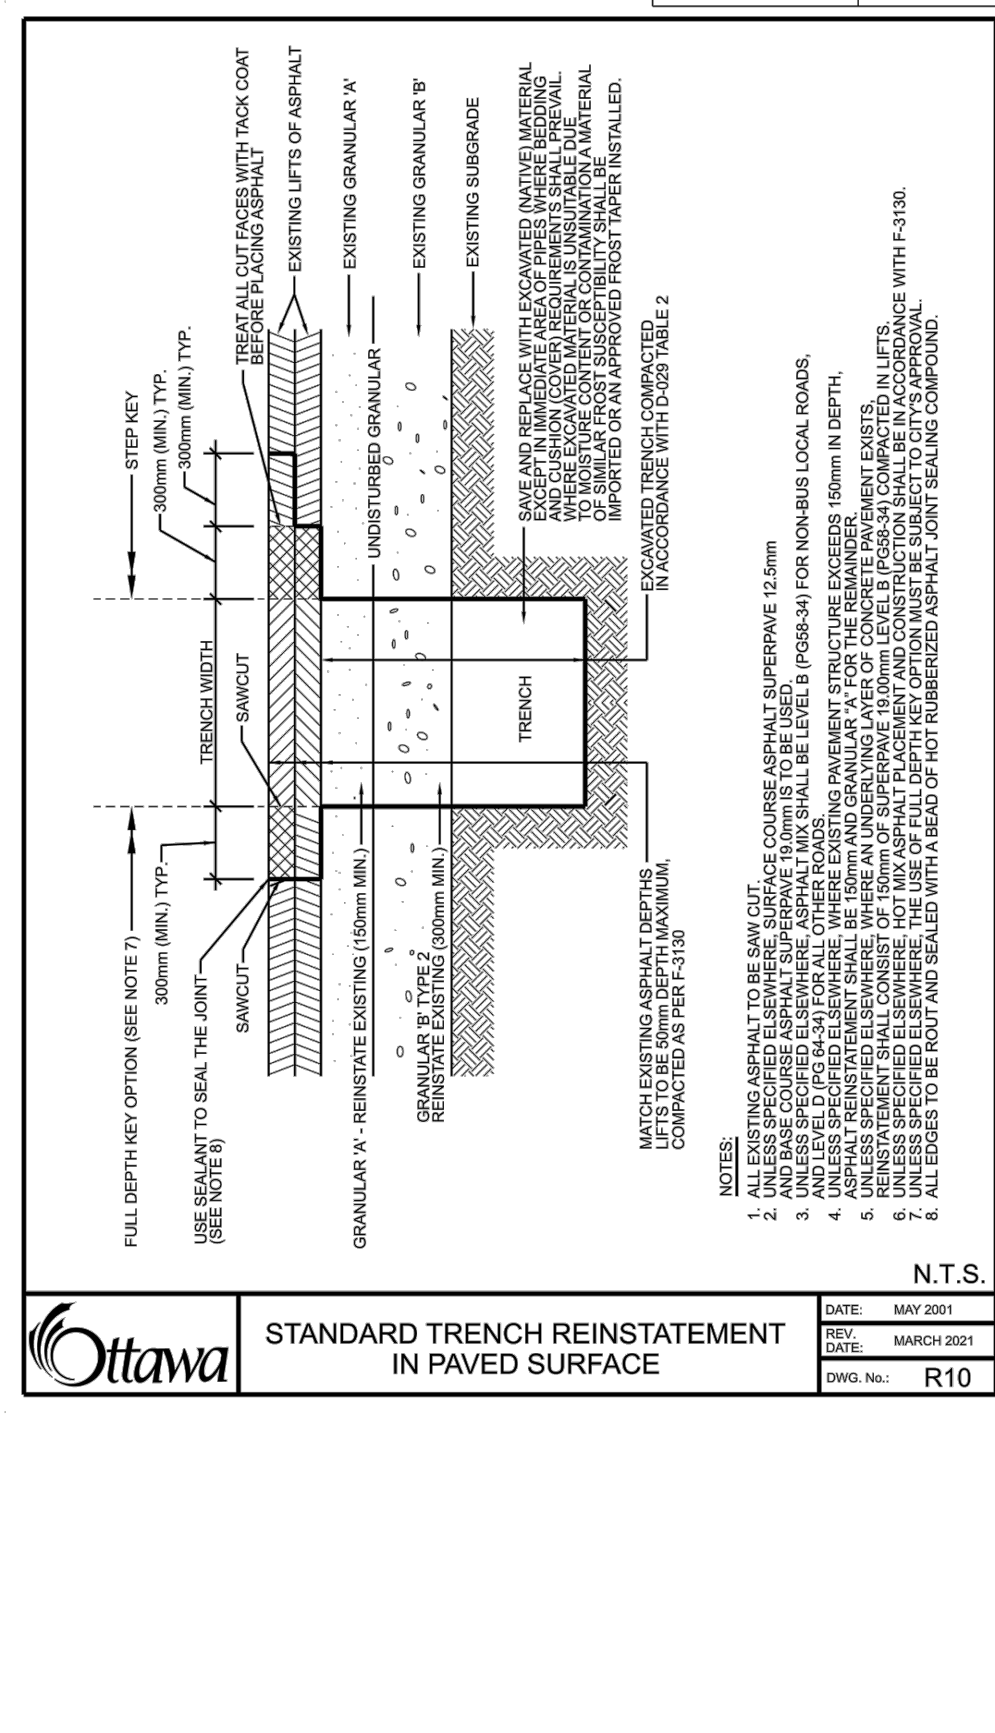 FULL DEPTH KEY OPTION (SEE NOTE 7)
STEP KEY
300mm (MIN.) TYP.
300mm (MIN.) TYP.
300mm (MIN.) TYP.
TRENCH WIDTH
USE SEALANT TO SEAL THE JOINT
(SEE NOTE 8)
SAWCUT
SAWCUT
TREAT ALL CUT FACES WITH TACK COAT
BEFORE PLACING ASPHALT
EXISTING LIFTS OF ASPHALT
EXISTING GRANULAR 'A'
GRANULAR 'A' - REINSTATE EXISTING (150mm MIN.)
UNDISTURBED GRANULAR
EXISTING GRANULAR 'B'
GRANULAR 'B' TYPE 2
REINSTATE EXISTING (300mm MIN.)
EXISTING SUBGRADE
TRENCH
SAVE AND REPLACE WITH EXCAVATED (NATIVE) MATERIAL
EXCEPT IN IMMEDIATE AREA OF PIPES WHERE BEDDING
AND CUSHION (COVER) REQUIREMENTS SHALL PREVAIL.
WHERE EXCAVATED MATERIAL IS UNSUITABLE DUE
TO MOISTURE CONTENT OR CONTAMINATION A MATERIAL
OF SIMILAR FROST SUSCEPTIBILITY SHALL BE
IMPORTED OR AN APPROVED FROST TAPER INSTALLED.
EXCAVATED TRENCH COMPACTED
IN ACCORDANCE WITH D-029 TABLE 2
MATCH EXISTING ASPHALT DEPTHS
LIFTS TO BE 50mm DEPTH MAXIMUM,
COMPACTED AS PER F-3130
NOTES:
1. ALL EXISTING ASPHALT TO BE SAW CUT.
2. UNLESS SPECIFIED ELSEWHERE, SURFACE COURSE ASPHALT SUPERPAVE 12.5mm
AND BASE COURSE ASPHALT SUPERPAVE 19.0mm IS TO BE USED.
3. UNLESS SPECIFIED ELSEWHERE, ASPHALT MIX SHALL BE LEVEL B (PG58-34) FOR NON-BUS LOCAL ROADS,
AND LEVEL D (PG 64-34) FOR ALL OTHER ROADS.
4. UNLESS SPECIFIED ELSEWHERE, WHERE EXISTING PAVEMENT STRUCTURE EXCEEDS 150mm IN DEPTH,
ASPHALT REINSTATEMENT SHALL BE 150mm AND GRANULAR "A" FOR THE REMAINDER.
5. UNLESS SPECIFIED ELSEWHERE, WHERE AN UNDERLYING LAYER OF CONCRETE PAVEMENT EXISTS,
REINSTATEMENT SHALL CONSIST OF 150mm OF SUPERPAVE 19.00mm LEVEL B (PG58-34) COMPACTED IN LIFTS.
6. UNLESS SPECIFIED ELSEWHERE, HOT MIX ASPHALT PLACEMENT AND CONSTRUCTION SHALL BE IN ACCORDANCE WITH F-3130.
7. UNLESS SPECIFIED ELSEWHERE, THE USE OF FULL DEPTH KEY OPTION MUST BE SUBJECT TO CITY'S APPROVAL.
8. ALL EDGES TO BE ROUT AND SEALED WITH A BEAD OF HOT RUBBERIZED ASPHALT JOINT SEALING COMPOUND.
N.T.S.
Ottawa
STANDARD TRENCH REINSTATEMENT
IN PAVED SURFACE
DATE: MAY 2001
REV. DATE: MARCH 2021
DWG. No.: R10